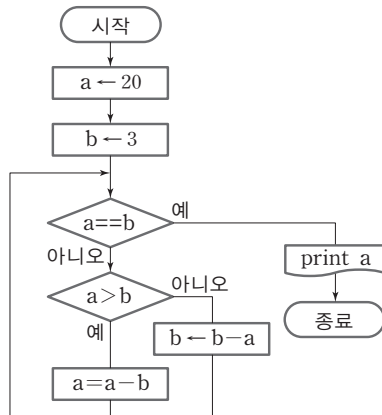 시작
a ← 20
b ← 3
a==b
예
아니오
print a
a>b
아니오
예
종료
b ← b-a
a=a-b